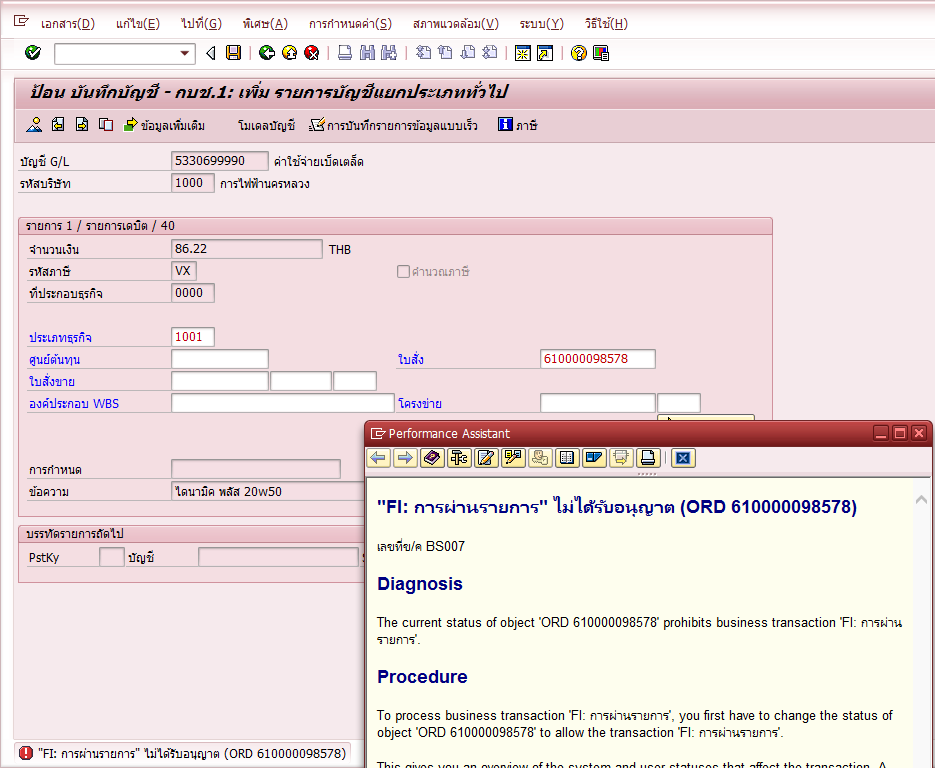 เอกสาร(D) แก้ไข(E) ไปที่(G) พิเศษ(A) การกำหนดค่า(S) สภาพแวดล้อม(V) ระบบ(Y) วิธีใช้(H)
ป้อน บันทึกบัญชี - กบช.1: เพิ่ม รายการบัญชีแยกประเภททั่วไป
ข้อมูลเพิ่มเติม โมเดลบัญชี การบันทึกรายการข้อมูลแบบเร็ว ภาษี
บัญชี G/L 5330699990 ค่าใช้จ่ายเบ็ดเตล็ด
รหัสบริษัท 1000 การไฟฟ้านครหลวง
รายการ 1 / รายการเดบิต / 40
จำนวนเงิน 86.22 THB
รหัสภาษี VX คำนวณภาษี
ที่ประกอบธุรกิจ 0000
ประเภทธุรกิจ 1001
ศูนย์ต้นทุน ใบสั่ง 610000098578
ใบสั่งขาย
องค์ประกอบ WBS โครงข่าย
การกำหนด
ข้อความ ไดนามิค พลัส 20w50
บรรทัดรายการถัดไป
PstKy บัญชี
Performance Assistant
"FI: การผ่านรายการ" ไม่ได้รับอนุญาต (ORD 610000098578)
เลขที่ข/ค BS007
Diagnosis
The current status of object 'ORD 610000098578' prohibits business transaction 'FI: การผ่าน
รายการ'.
Procedure
To process business transaction 'FI: การผ่านรายการ', you first have to change the status of
object 'ORD 610000098578' to allow the transaction 'FI: การผ่านรายการ'.
This gives you an overview of the system and user statuses that affect the transaction. A
"FI: การผ่านรายการ" ไม่ได้รับอนุญาต (ORD 610000098578)